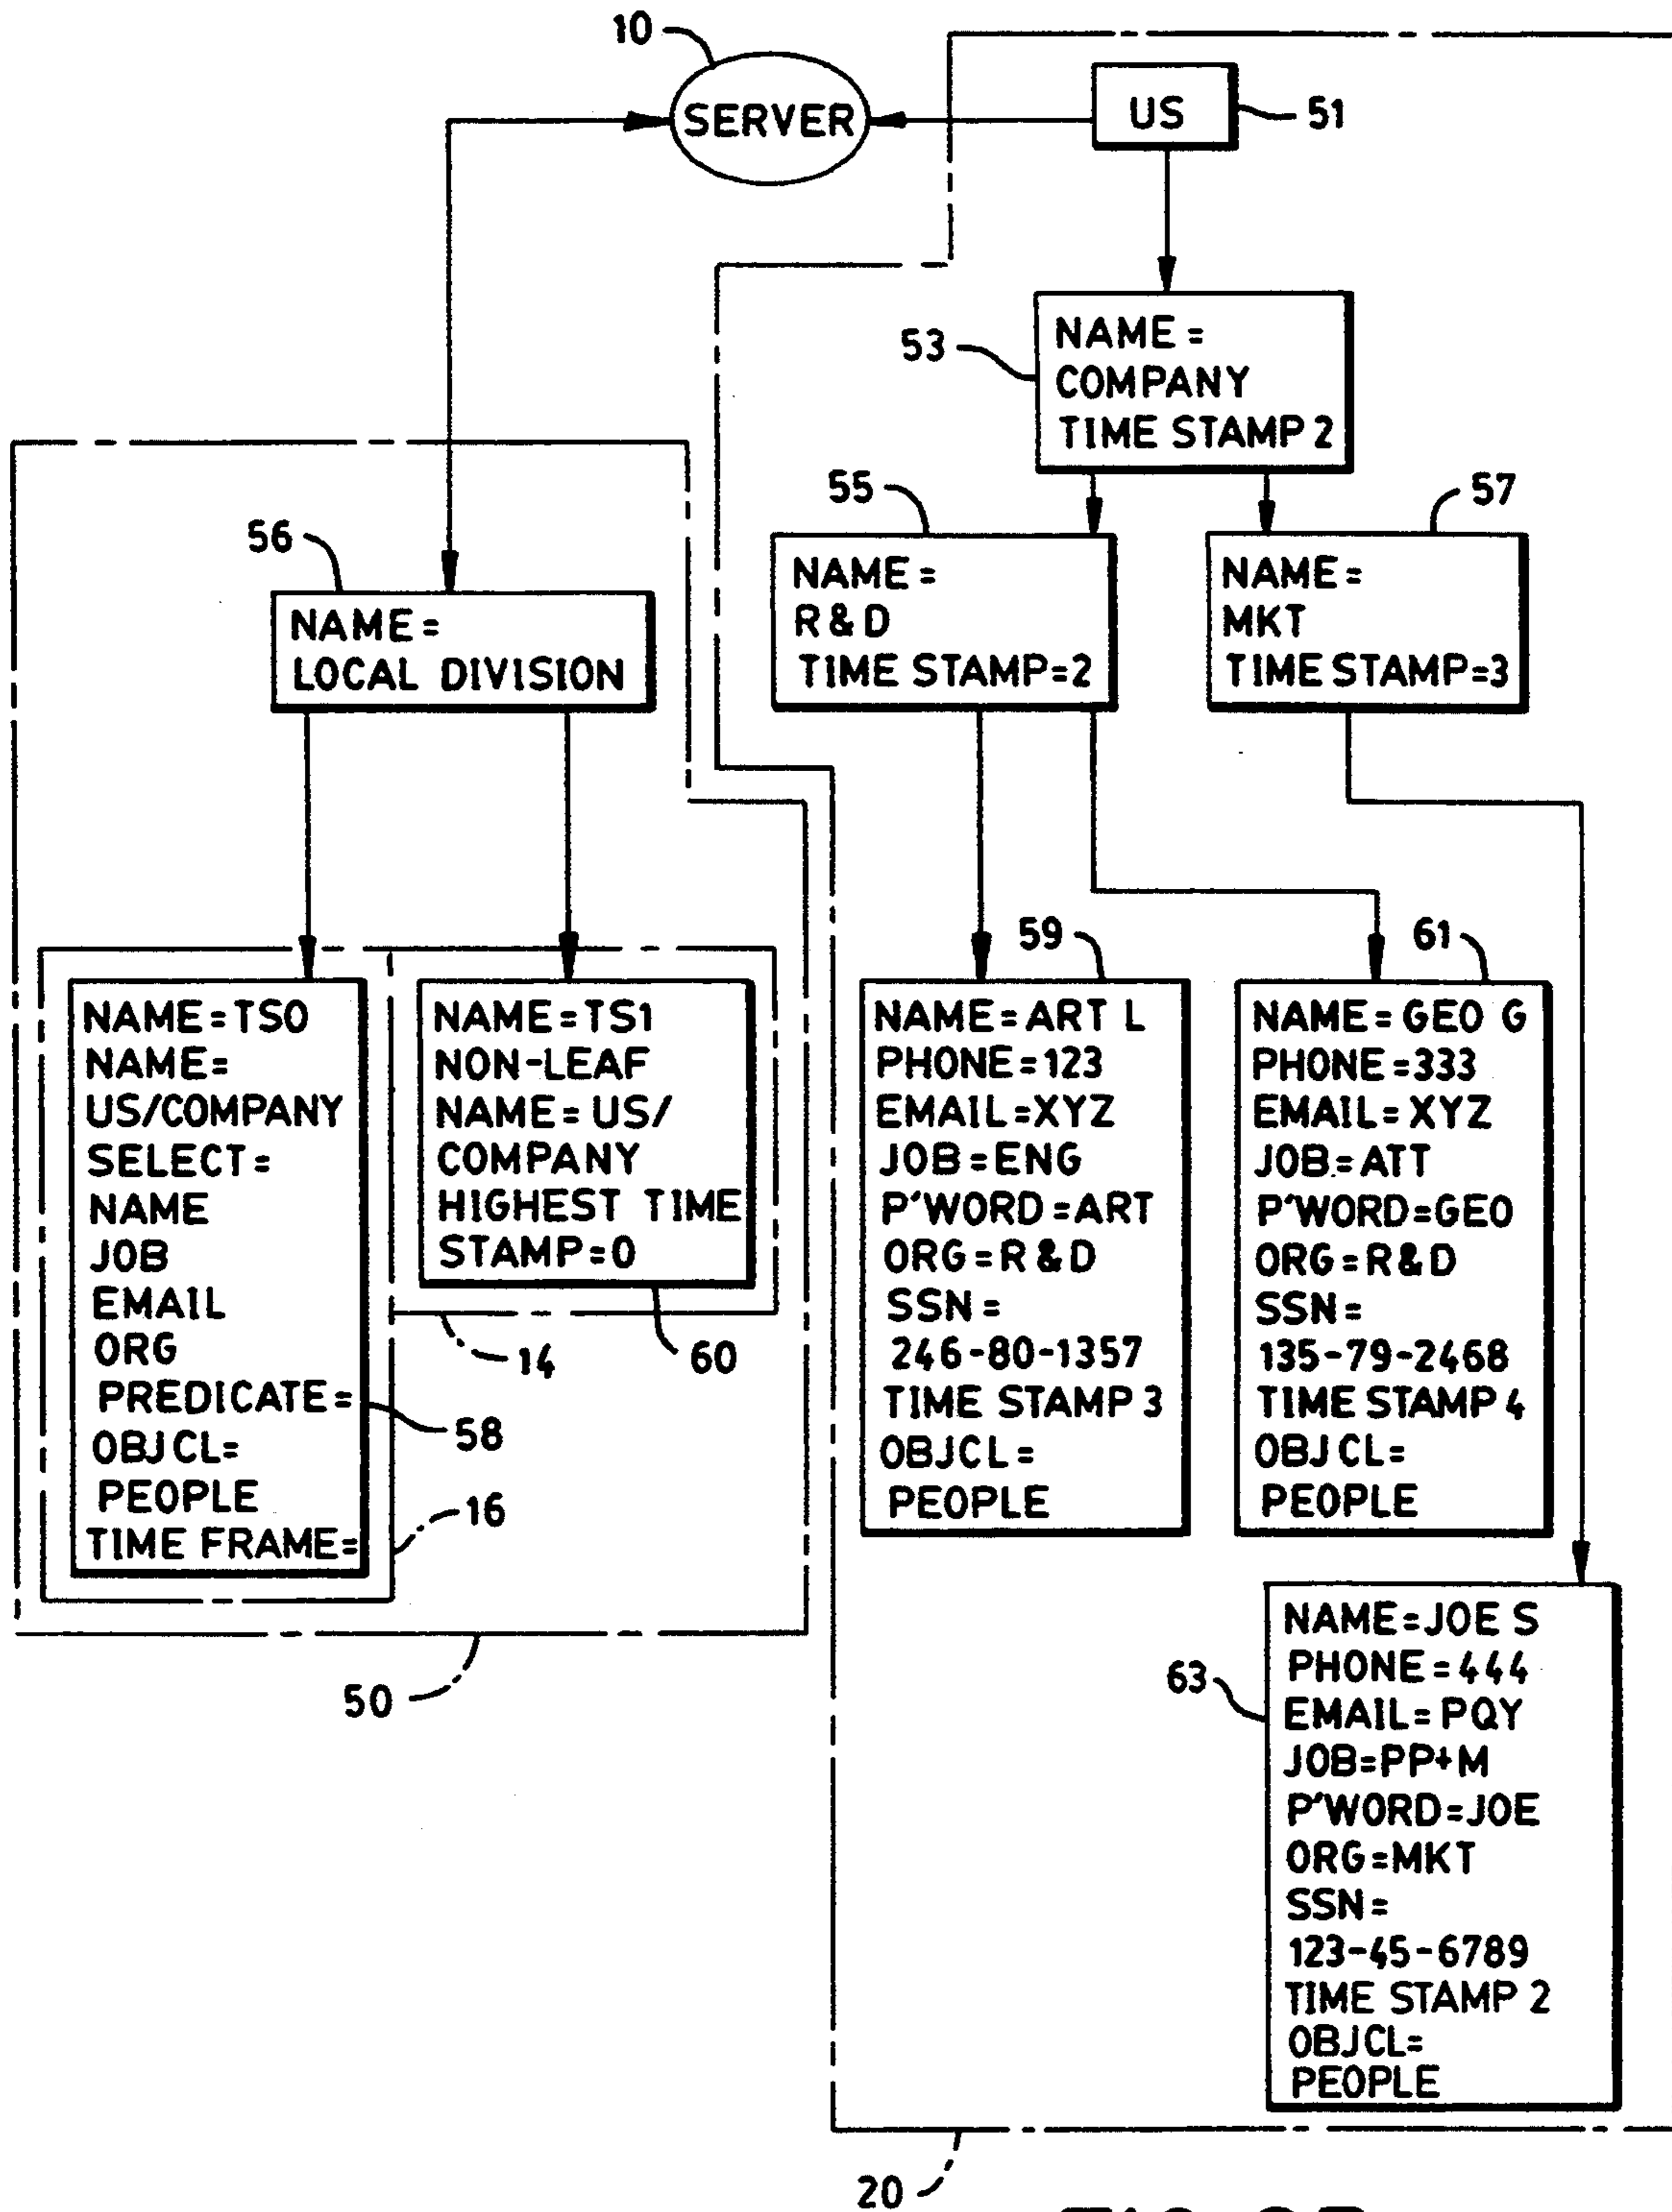 10
SERVER
US
51
53
NAME =
COMPANY
TIME STAMP 2
55
NAME =
R & D
TIME STAMP=2
57
NAME=
MKT
TIME STAMP=3
56
NAME=
LOCAL DIVISION
NAME=TS0
NAME=
US/COMPANY
SELECT=
NAME
JOB
EMAIL
ORG
PREDICATE=
OBJCL=
PEOPLE
TIME FRAME=
58
16
NAME=TS1
NON-LEAF
NAME=US/
COMPANY
HIGHEST TIME
STAMP=0
14
60
50
59
NAME=ART L
PHONE=123
EMAIL=XYZ
JOB=ENG
P'WORD=ART
ORG=R & D
SSN=
246-80-1357
TIME STAMP 3
OBJCL=
PEOPLE
61
NAME=GEO G
PHONE=333
EMAIL=XYZ
JOB=ATT
P'WORD=GEO
ORG=R&D
SSN=
135-79-2468
TIME STAMP 4
OBJCL=
PEOPLE
63
NAME=JOE S
PHONE=444
EMAIL=PQY
JOB=PP+M
P'WORD=JOE
ORG=MKT
SSN=
123-45-6789
TIME STAMP 2
OBJCL=
PEOPLE
20